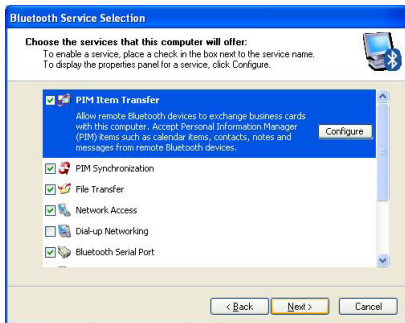 Bluetooth Service Selection
Choose the services that this computer will offer:
To enable a service, place a check in the box next to the service name.
To display the properties panel for a service, click Configure.
PIM Item Transfer
Allow remote Bluetooth devices to exchange business cards
with this computer. Accept Personal Information Manager
(PIM) items such as calendar items, contacts, notes and
messages from remote Bluetooth devices.
Configure
PIM Synchronization
File Transfer
Network Access
Dial-up Networking
Bluetooth Serial Port
< Back
Next >
Cancel